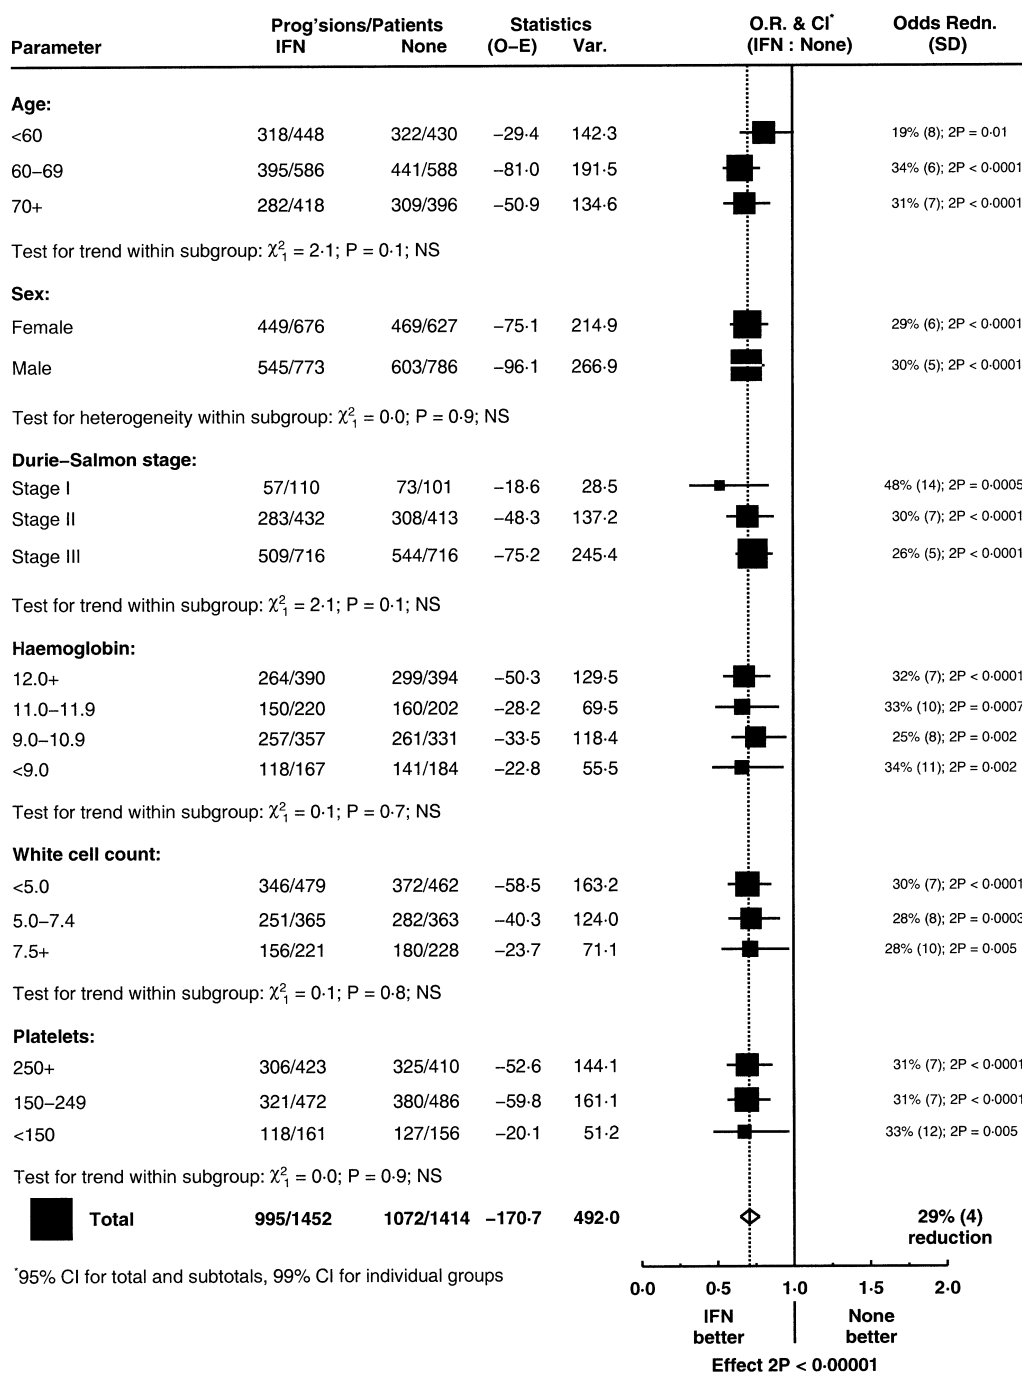 Prog'sions/Patients Statistics O.R. & CI* Odds Redn.
Parameter IFN None (O–E) Var. (IFN : None) (SD)
Age:
<60 318/448 322/430 –29·4 142·3 19% (8); 2P = 0·01
60–69 395/586 441/588 –81·0 191·5 34% (6); 2P < 0·0001
70+ 282/418 309/396 –50·9 134·6 31% (7); 2P < 0·0001
Test for trend within subgroup: χ²₁ = 2·1; P = 0·1; NS
Sex:
Female 449/676 469/627 –75·1 214·9 29% (6); 2P < 0·0001
Male 545/773 603/786 –96·1 266·9 30% (5); 2P < 0·0001
Test for heterogeneity within subgroup: χ²₁ = 0·0; P = 0·9; NS
Durie–Salmon stage:
Stage I 57/110 73/101 –18·6 28·5 48% (14); 2P = 0·0005
Stage II 283/432 308/413 –48·3 137·2 30% (7); 2P < 0·0001
Stage III 509/716 544/716 –75·2 245·4 26% (5); 2P < 0·0001
Test for trend within subgroup: χ²₁ = 2·1; P = 0·1; NS
Haemoglobin:
12.0+ 264/390 299/394 –50·3 129·5 32% (7); 2P < 0·0001
11.0–11.9 150/220 160/202 –28·2 69·5 33% (10); 2P = 0·0007
9.0–10.9 257/357 261/331 –33·5 118·4 25% (8); 2P = 0·002
<9.0 118/167 141/184 –22·8 55·5 34% (11); 2P = 0·002
Test for trend within subgroup: χ²₁ = 0·1; P = 0·7; NS
White cell count:
<5.0 346/479 372/462 –58·5 163·2 30% (7); 2P < 0·0001
5.0–7.4 251/365 282/363 –40·3 124·0 28% (8); 2P = 0·0003
7.5+ 156/221 180/228 –23·7 71·1 28% (10); 2P = 0·005
Test for trend within subgroup: χ²₁ = 0·1; P = 0·8; NS
Platelets:
250+ 306/423 325/410 –52·6 144·1 31% (7); 2P < 0·0001
150–249 321/472 380/486 –59·8 161·1 31% (7); 2P < 0·0001
<150 118/161 127/156 –20·1 51·2 33% (12); 2P = 0·005
Test for trend within subgroup: χ²₁ = 0·0; P = 0·9; NS
Total 995/1452 1072/1414 –170·7 492·0 29% (4)
reduction
*95% CI for total and subtotals, 99% CI for individual groups
0·0 0·5 1·0 1·5 2·0
IFN None
better better
Effect 2P < 0·00001